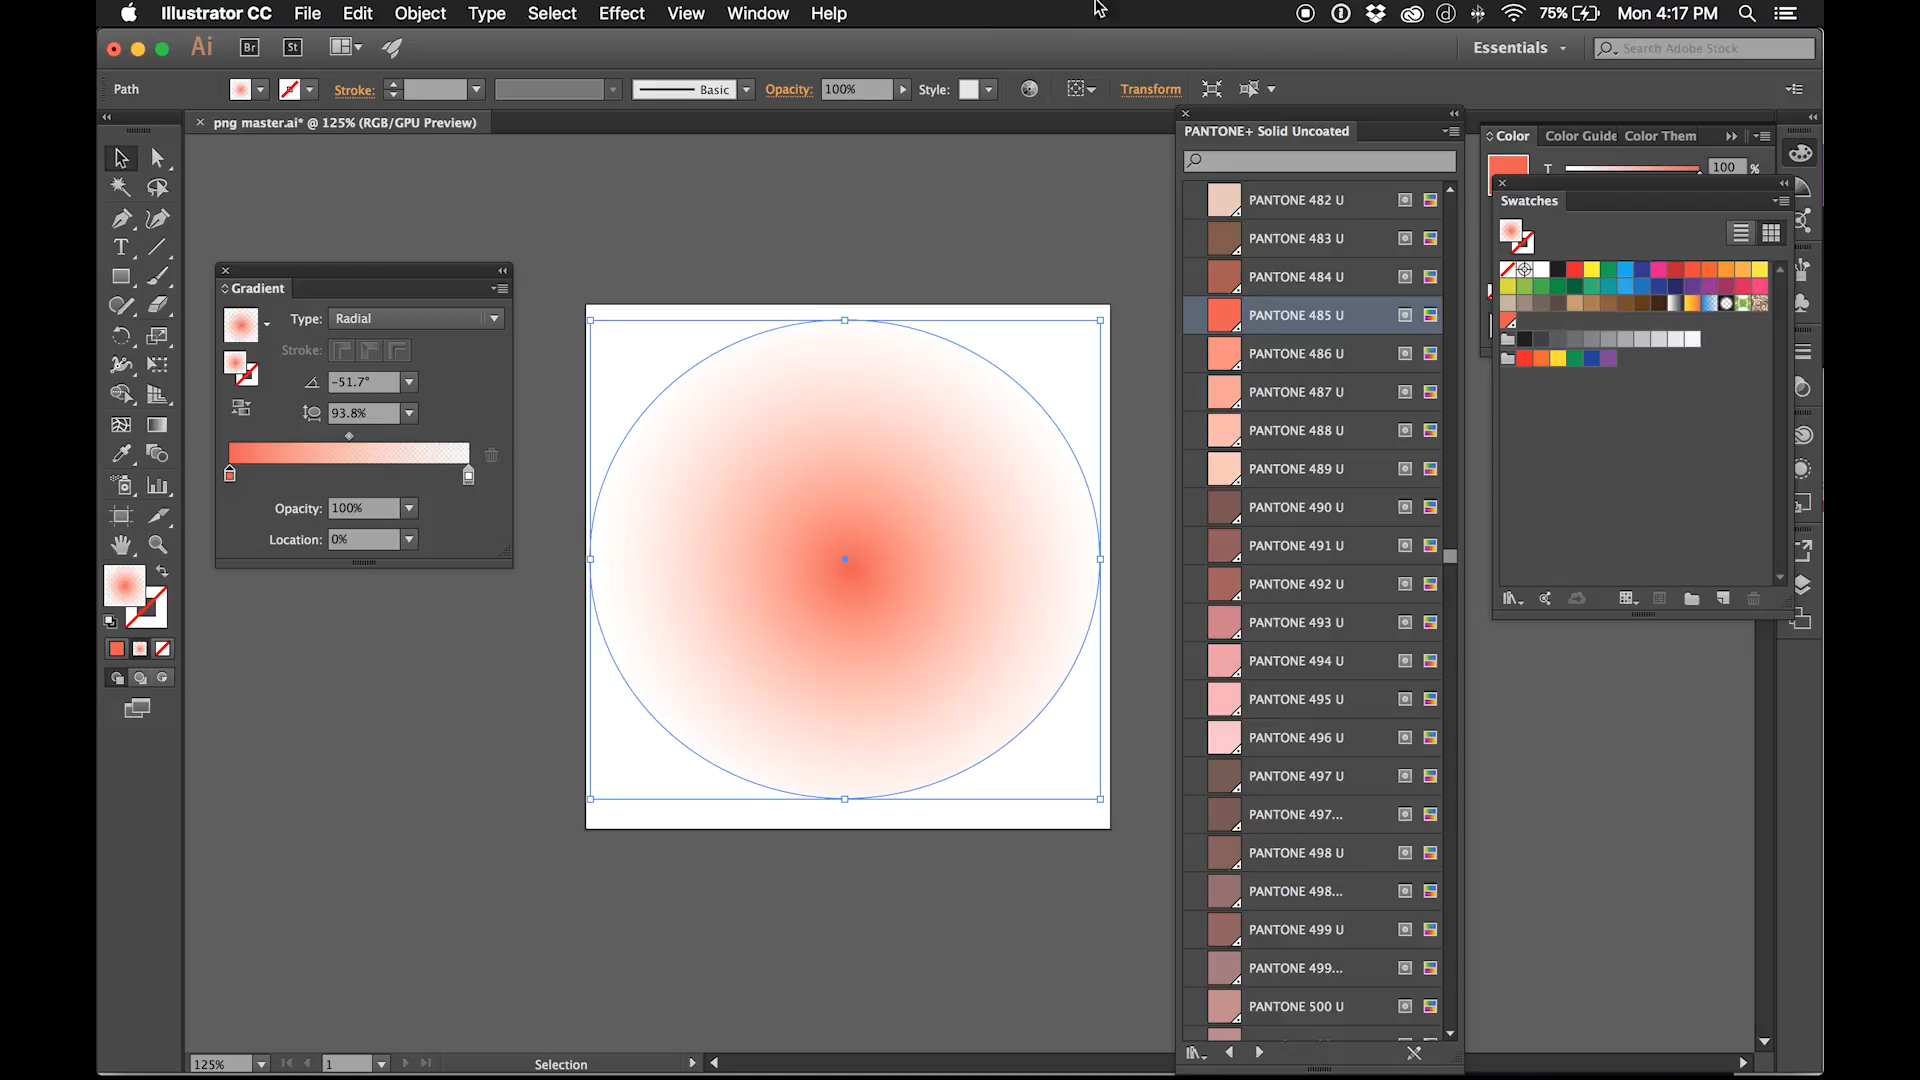 Illustrator CC File Edit Object Type Select Effect View Window Help 75% Mon 4:17 PM
Ai Br St Essentials Search Adobe Stock
Path Stroke: Basic Opacity: 100% Style: Transform
png master.ai* @ 125% (RGB/GPU Preview)
Gradient
Type: Radial
Stroke:
-51.7°
93.8%
Opacity: 100%
Location: 0%
PANTONE+ Solid Uncoated
PANTONE 482 U
PANTONE 483 U
PANTONE 484 U
PANTONE 485 U
PANTONE 486 U
PANTONE 487 U
PANTONE 488 U
PANTONE 489 U
PANTONE 490 U
PANTONE 491 U
PANTONE 492 U
PANTONE 493 U
PANTONE 494 U
PANTONE 495 U
PANTONE 496 U
PANTONE 497 U
PANTONE 497...
PANTONE 498 U
PANTONE 498...
PANTONE 499 U
PANTONE 499...
PANTONE 500 U
Color Color Guide Color Them
T 100 %
Swatches
125% 1 Selection